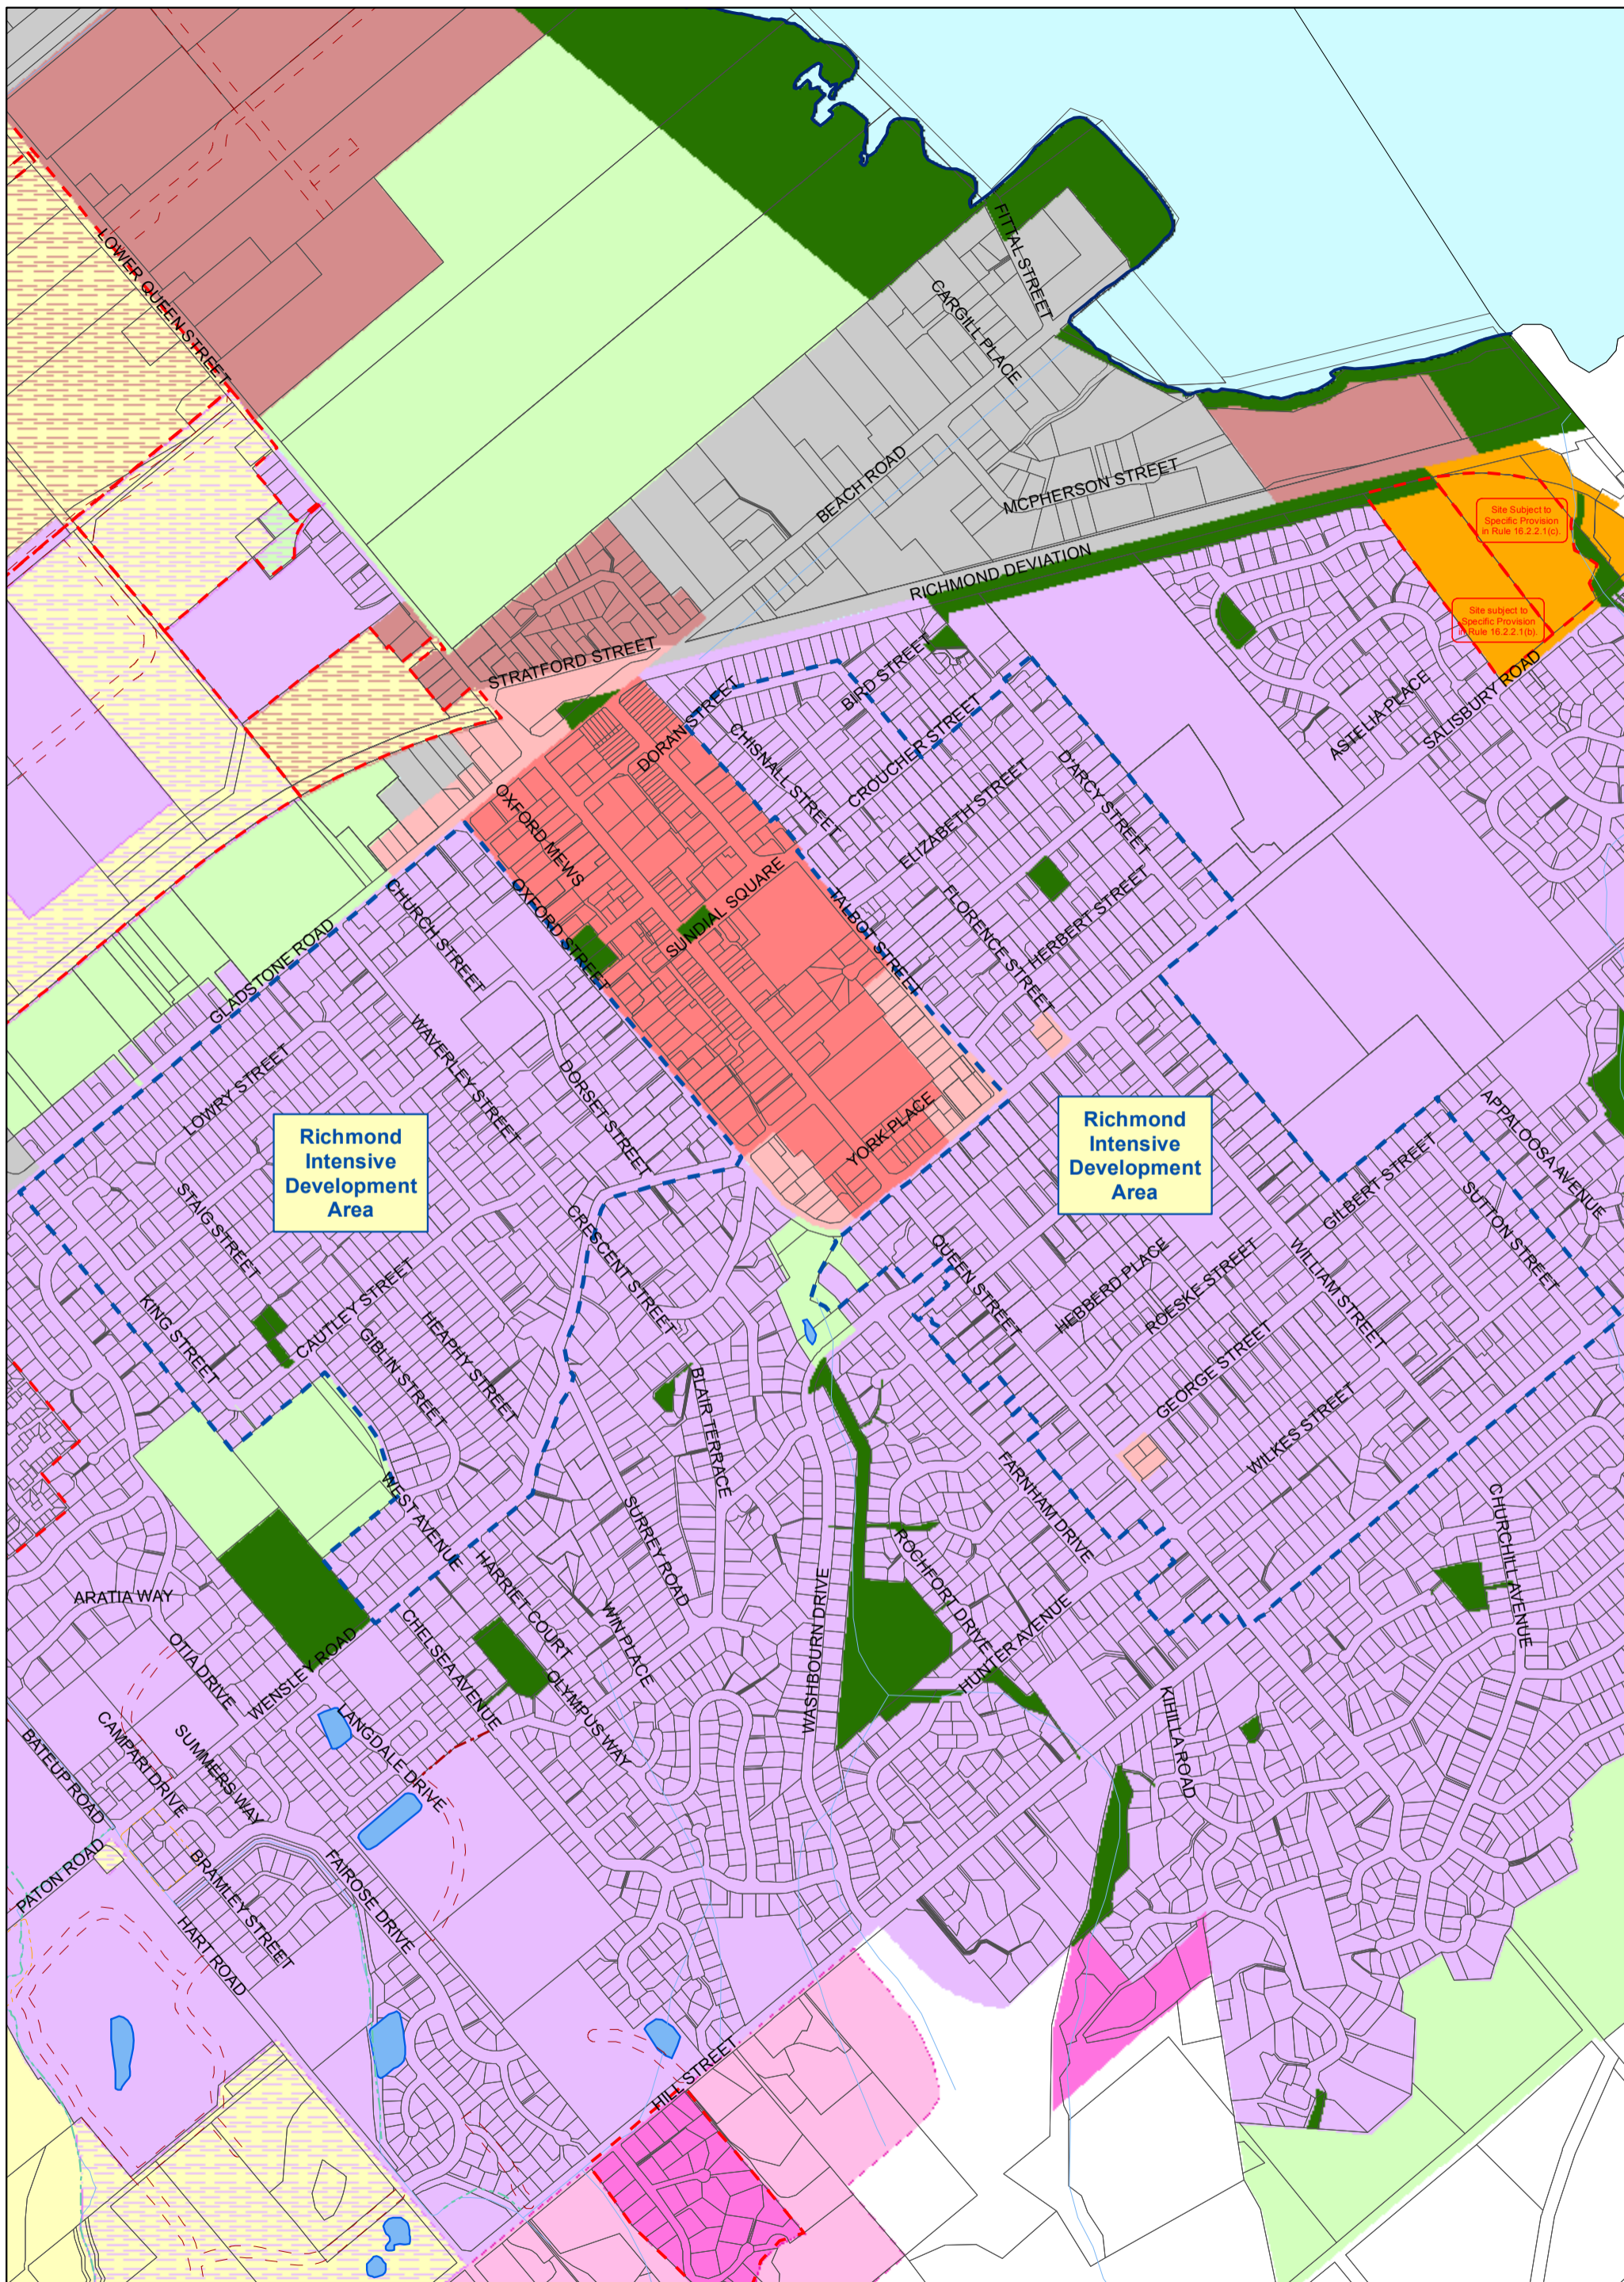 FITTAL STREET
CARGILL PLACE
LOWER QUEEN STREET
BEACH ROAD
MCPHERSON STREET
RICHMOND DEVIATION
Site Subject to
Specific Provision
in Rule 16.2.2.1(c).
Site subject to
Specific Provision
in Rule 16.2.2.1(b).
STRATFORD STREET
BIRD STREET
DORAN STREET
CHISNALL STREET
CROUCHER STREET
ELIZABETH STREET
D'ARCY STREET
ASTELIA PLACE
SALISBURY ROAD
OXFORD MEWS
OXFORD STREET
SUNDIAL SQUARE
TALBOT STREET
FLORENCE STREET
HERBERT STREET
CHURCH STREET
GLADSTONE ROAD
LOWRY STREET
WAVERLEY STREET
DORSET STREET
YORK PLACE
Richmond
Intensive
Development
Area
Richmond
Intensive
Development
Area
APPALOOSA AVENUE
GILBERT STREET
SUTTON STREET
STAIG STREET
CRESCENT STREET
QUEEN STREET
HEBBERD PLACE
ROESKE STREET
WILLIAM STREET
KING STREET
CAUTLEY STREET
GIBLIN STREET
HEAPHY STREET
BLAIR TERRACE
GEORGE STREET
WILKES STREET
WEST AVENUE
SURREY ROAD
FARNHAM DRIVE
CHURCHILL AVENUE
ARATIA WAY
HARRIET COURT
ROCHFORT DRIVE
WASHBOURN DRIVE
OTIA DRIVE
WENSLEY ROAD
CHELSEA AVENUE
WIN PLACE
HUNTER AVENUE
OLYMPUS WAY
LANGDALE DRIVE
KIHILLA ROAD
BATEUP ROAD
CAMPARI DRIVE
SUMMERS WAY
PATON ROAD
BRAMLEY STREET
FAIROSE DRIVE
HART ROAD
HILL STREET